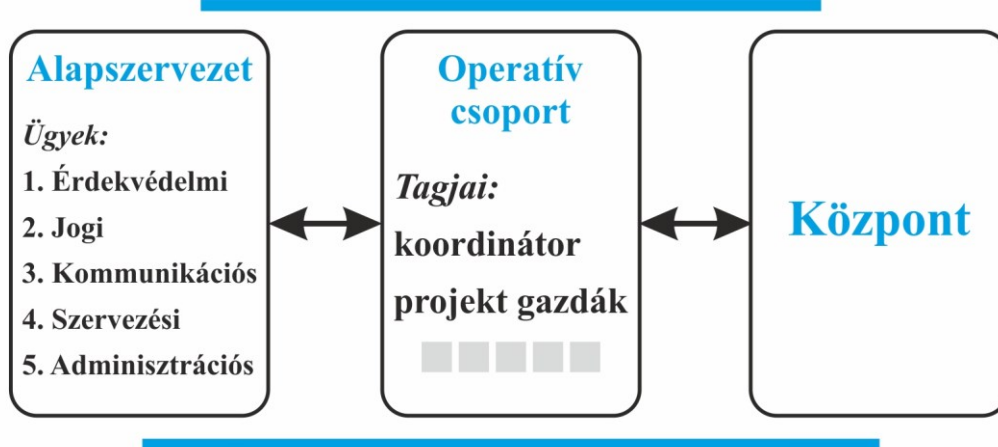 Alapszervezet
Ügyek:
1. Érdekvédelmi
2. Jogi
3. Kommunikációs
4. Szervezési
5. Adminisztrációs
Operatív
csoport
Tagjai:
koordinátor
projekt gazdák
Központ